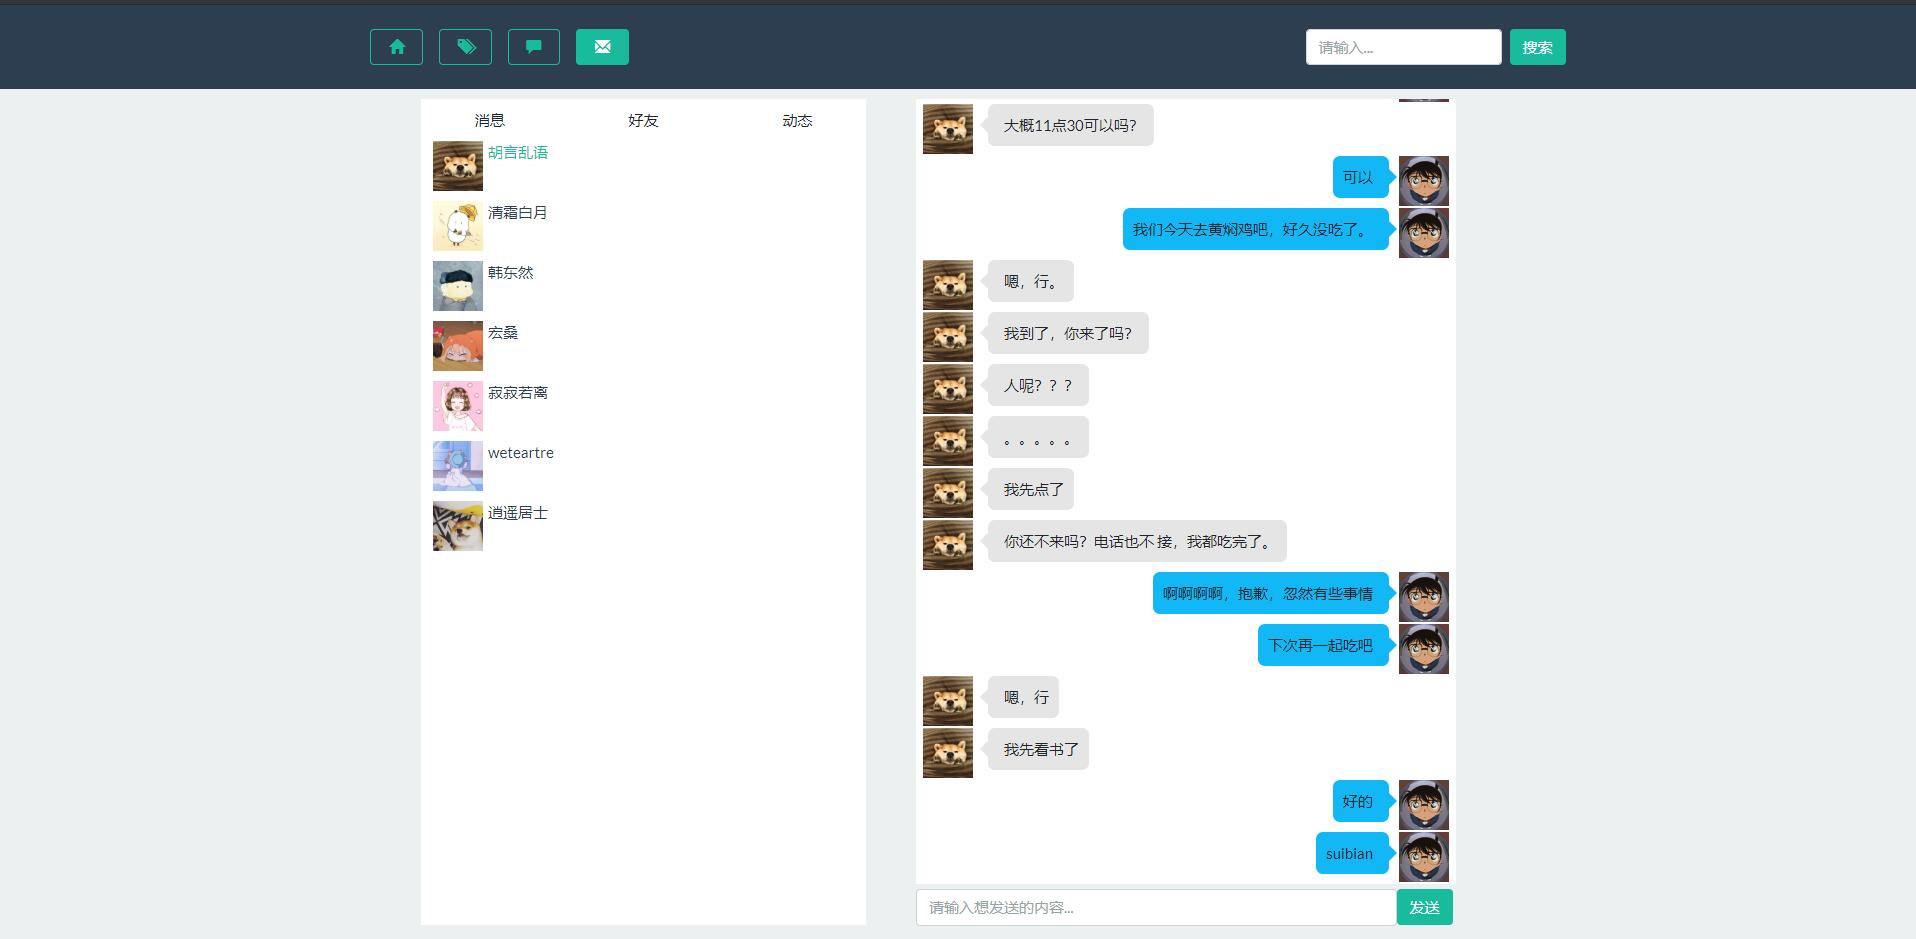 请输入...
搜索
消息
好友
动态
胡言乱语
清霜白月
韩东然
宏桑
寂寂若离
weteartre
逍遥居士
大概11点30可以吗？
可以
我们今天去黄焖鸡吧，好久没吃了。
嗯，行。
我到了，你来了吗？
人呢？？？
。。。。。
我先点了
你还不来吗？电话也不接，我都吃完了。
啊啊啊啊，抱歉，忽然有些事情
下次再一起吃吧
嗯，行
我先看书了
好的
suibian
请输入想发送的内容...
发送